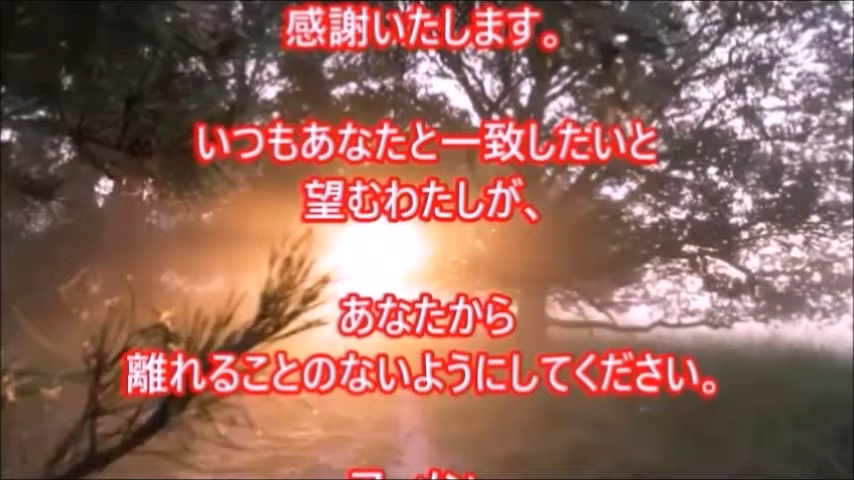 感謝いたします。
いつもあなたと一致したいと
望むわたしが、
あなたから
離れることのないようにしてください。